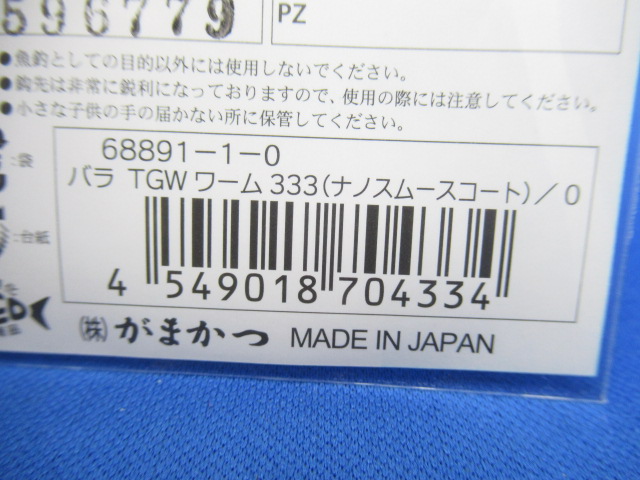 596779
PZ
●魚釣としての目的以外には使用しないでください。
●鈎先は非常に鋭利になっておりますので、使用の際には注意してください。
●小さな子供の手の届かない所に保管してください。
:袋
:台紙
68891-1-0
バラ TGWワーム333(ナノスムースコート)/0
4 549018 704334
㈱がまかつ MADE IN JAPAN